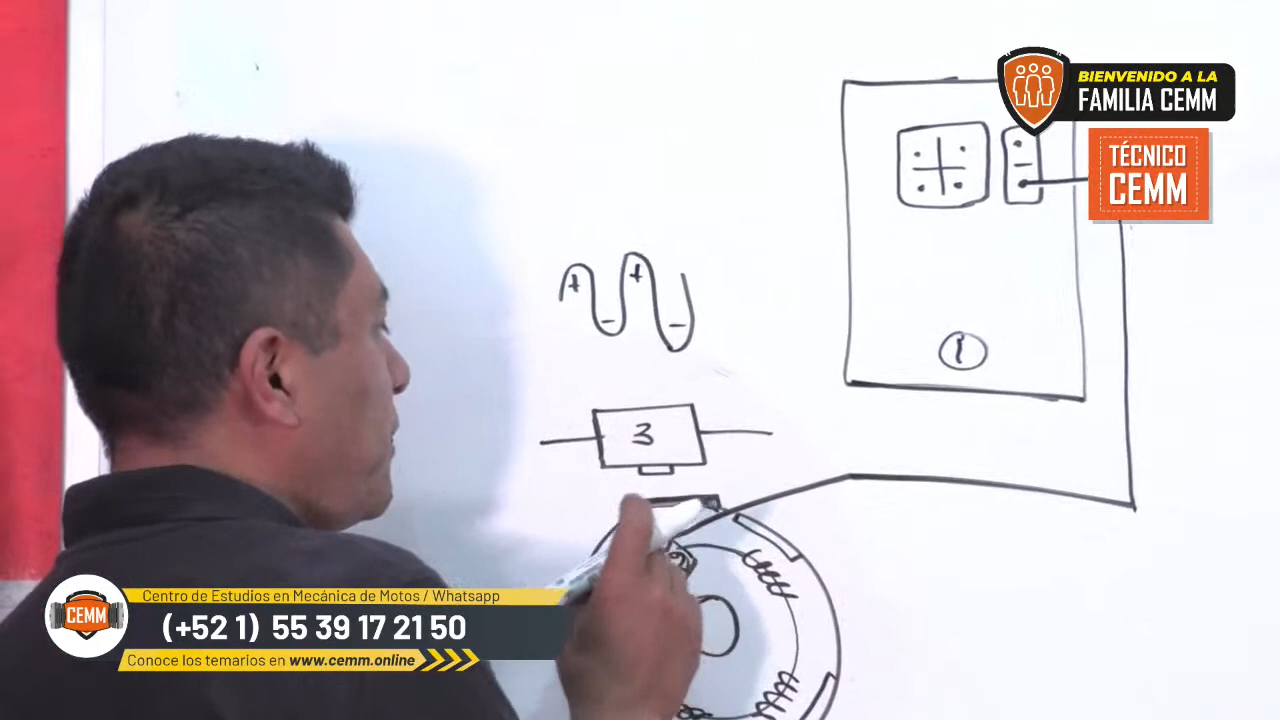 BIENVENIDO A LA
FAMILIA CEMM
TÉCNICO
CEMM
+
+
-
-
1
3
CEMM
Centro de Estudios en Mecánica de Motos / Whatsapp
(+52 1) 55 39 17 21 50
Conoce los temarios en www.cemm.online